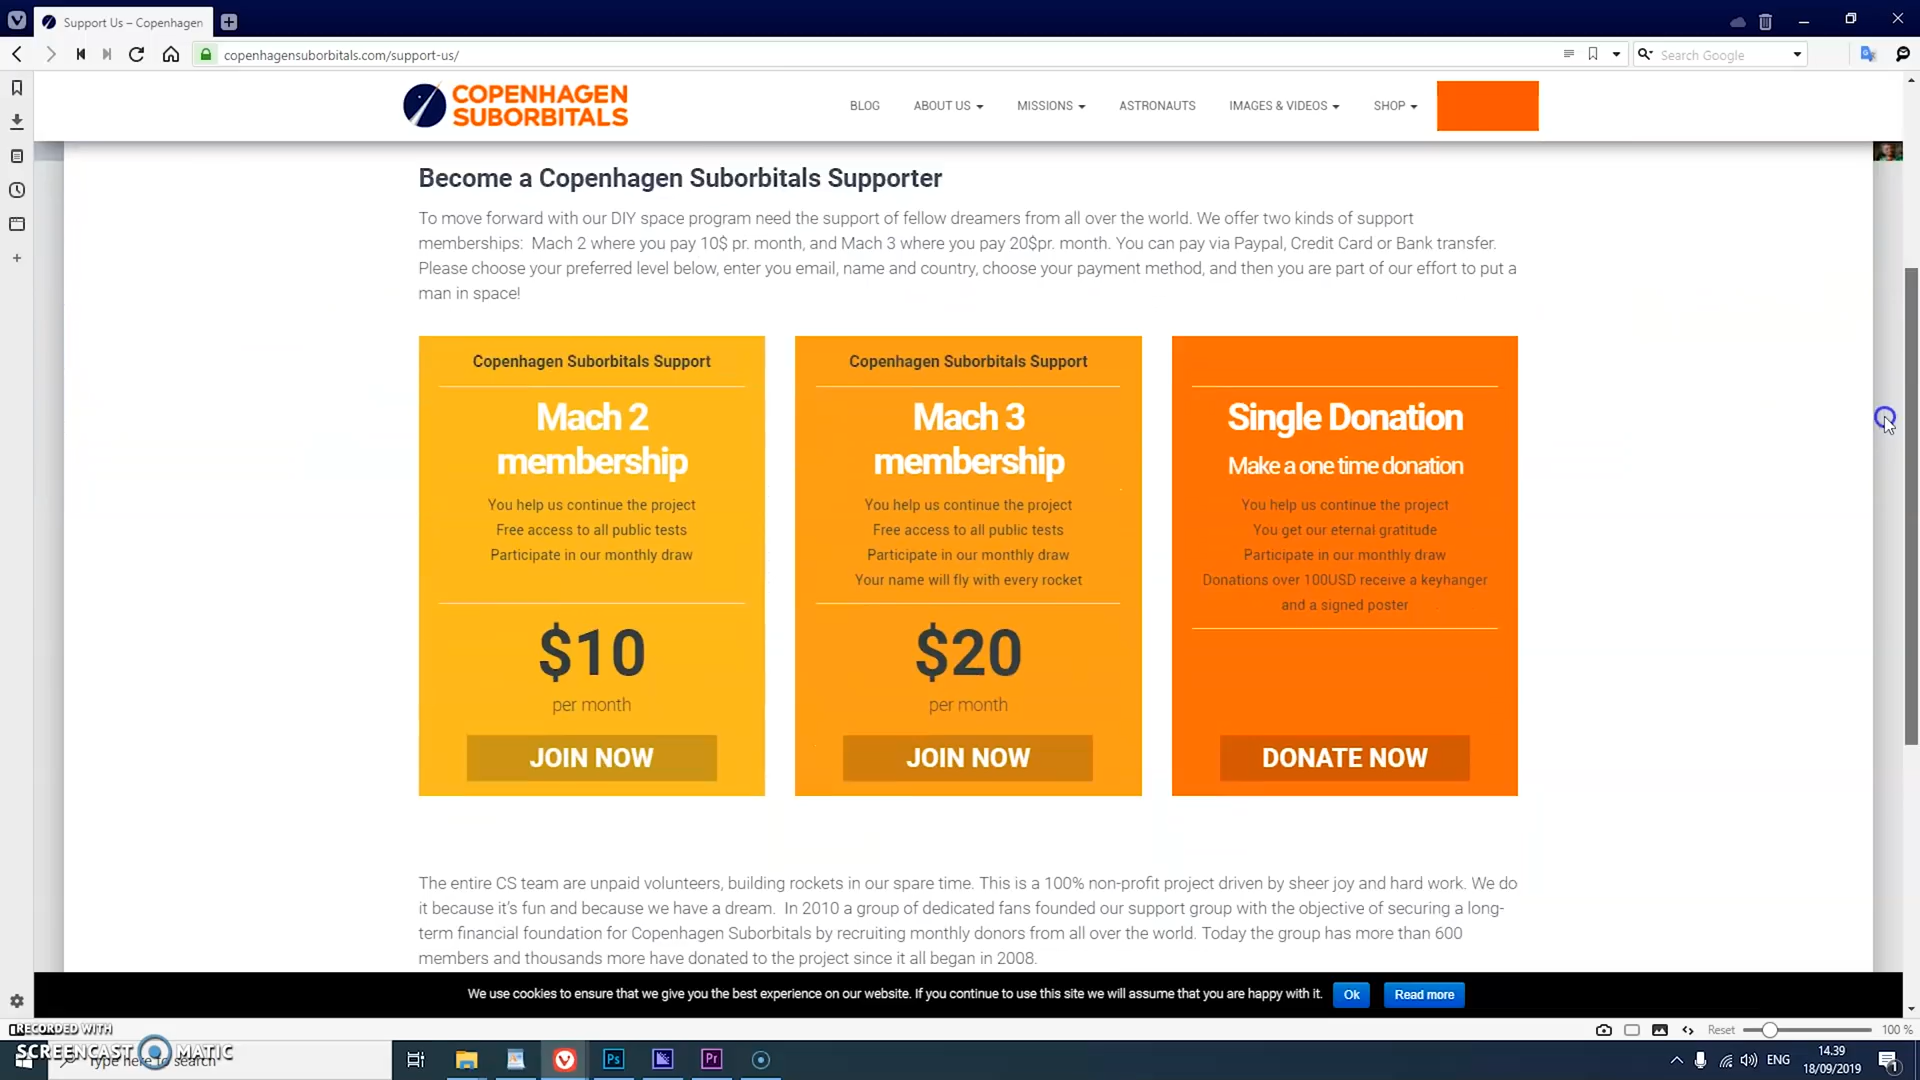 Support Us – Copenhagen
copenhagensuborbitals.com/support-us/
Search Google
COPENHAGEN
SUBORBITALS
BLOG
ABOUT US
MISSIONS
ASTRONAUTS
IMAGES & VIDEOS
SHOP
Become a Copenhagen Suborbitals Supporter
To move forward with our DIY space program need the support of fellow dreamers from all over the world. We offer two kinds of support
memberships: Mach 2 where you pay 10$ pr. month, and Mach 3 where you pay 20$pr. month. You can pay via Paypal, Credit Card or Bank transfer.
Please choose your preferred level below, enter you email, name and country, choose your payment method, and then you are part of our effort to put a
man in space!
Copenhagen Suborbitals Support
Mach 2
membership
You help us continue the project
Free access to all public tests
Participate in our monthly draw
$10
per month
JOIN NOW
Copenhagen Suborbitals Support
Mach 3
membership
You help us continue the project
Free access to all public tests
Participate in our monthly draw
Your name will fly with every rocket
$20
per month
JOIN NOW
Single Donation
Make a one time donation
You help us continue the project
You get our eternal gratitude
Participate in our monthly draw
Donations over 100USD receive a keyhanger
and a signed poster
DONATE NOW
The entire CS team are unpaid volunteers, building rockets in our spare time. This is a 100% non-profit project driven by sheer joy and hard work. We do
it because it's fun and because we have a dream. In 2010 a group of dedicated fans founded our support group with the objective of securing a long-
term financial foundation for Copenhagen Suborbitals by recruiting monthly donors from all over the world. Today the group has more than 600
members and thousands more have donated to the project since it all began in 2008.
We use cookies to ensure that we give you the best experience on our website. If you continue to use this site we will assume that you are happy with it.
Ok
Read more
Reset
100 %
RECORDED WITH
SCREENCAST MATIC
Type here to search
Ps
Pr
ENG
14.39
18/09/2019
1